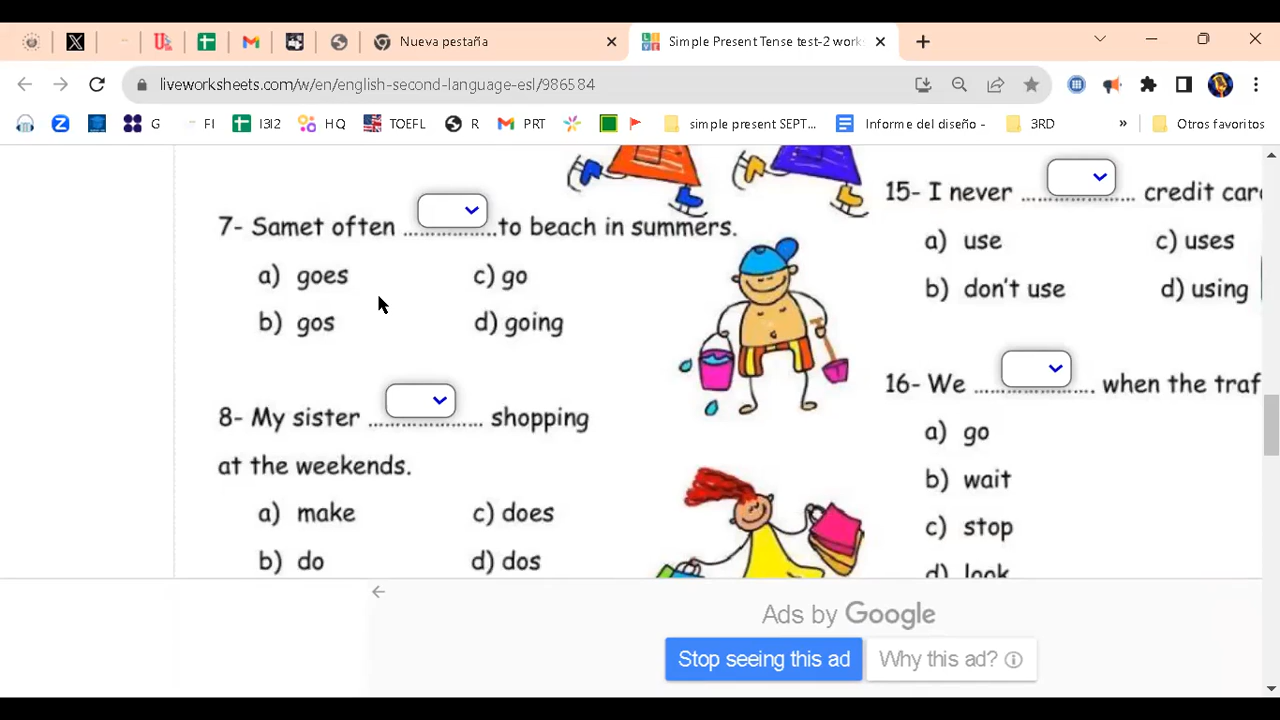 Nueva pestaña
Simple Present Tense test-2 work
liveworksheets.com/w/en/english-second-language-esl/986584
G
FI
I3I2
HQ
TOEFL
R
PRT
simple present SEPT...
Informe del diseño -
3RD
»
Otros favoritos
7- Samet often ..............to beach in summers.
a) goes
c) go
b) gos
d) going
8- My sister ................. shopping
at the weekends.
a) make
c) does
b) do
d) dos
15- I never ................. credit car
a) use
c) uses
b) don't use
d) using
16- We .................. when the traf
a) go
b) wait
c) stop
d) look
Ads by Google
Stop seeing this ad
Why this ad?